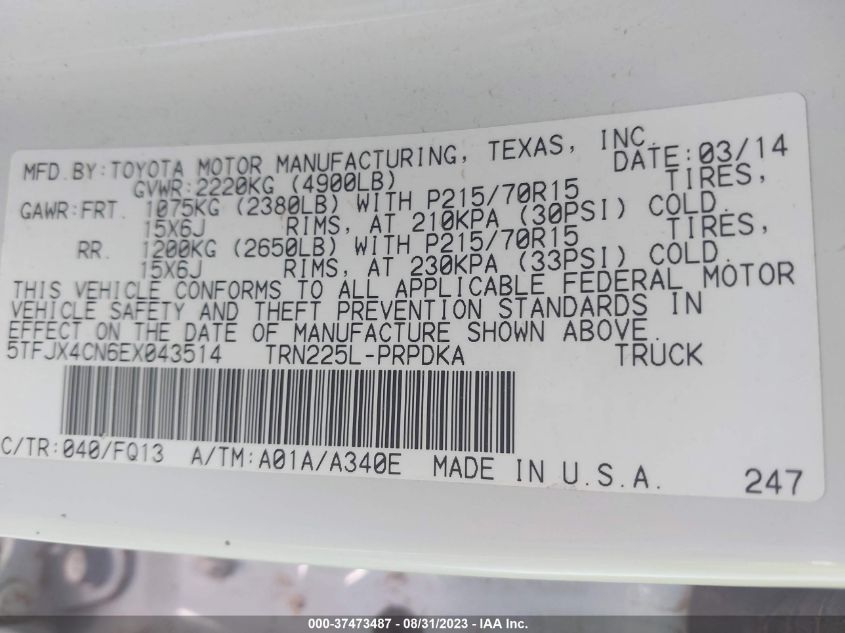 MFD.BY:TOYOTA MOTOR MANUFACTURING, TEXAS, INC.
DATE:03/14
GVWR:2220KG (4900LB)
GAWR:FRT. 1075KG (2380LB) WITH P215/70R15 TIRES,
15X6J RIMS, AT 210KPA (30PSI) COLD.
RR. 1200KG (2650LB) WITH P215/70R15 TIRES,
15X6J RIMS, AT 230KPA (33PSI) COLD.
THIS VEHICLE CONFORMS TO ALL APPLICABLE FEDERAL MOTOR
VEHICLE SAFETY AND THEFT PREVENTION STANDARDS IN
EFFECT ON THE DATE OF MANUFACTURE SHOWN ABOVE.
5TFJX4CN6EX043514 TRN225L-PRPDKA TRUCK
C/TR:040/FQ13 A/TM:A01A/A340E MADE IN U.S.A. 247
000-37473487 - 08/31/2023 - IAA Inc.